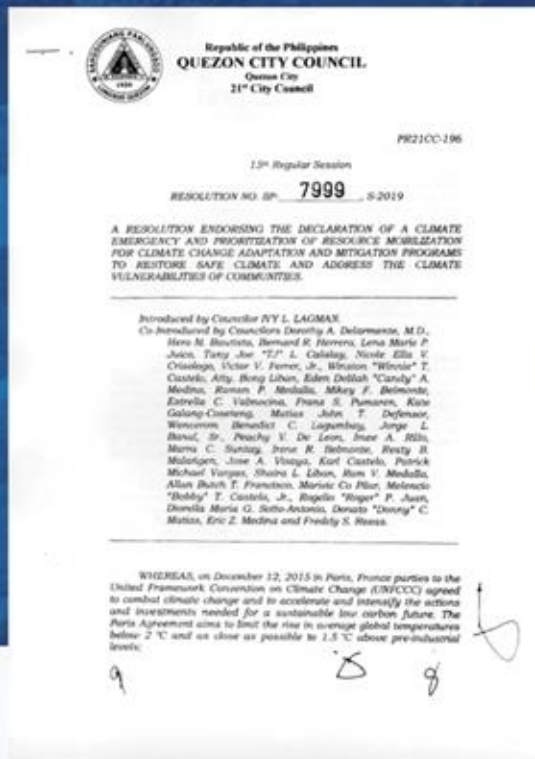 Republic of the Philippines
QUEZON CITY COUNCIL
Quezon City
21st City Council
PR21CC-196
13th Regular Session
RESOLUTION NO. SP- 7999 , S-2019
A RESOLUTION ENDORSING THE DECLARATION OF A CLIMATE
EMERGENCY AND PRIORITIZATION OF RESOURCE MOBILIZATION
FOR CLIMATE CHANGE ADAPTATION AND MITIGATION PROGRAMS
TO RESTORE SAFE CLIMATE AND ADDRESS THE CLIMATE
VULNERABILITIES OF COMMUNITIES.
Introduced by Councilor IVY L. LAGMAN.
Co-Introduced by Councilors Dorothy A. Delarmente, M.D.,
Hero M. Bautista, Bernard R. Herrera, Lena Marie P.
Juico, Tany Joe "TJ" L. Calalay, Nicole Ella V.
Crisologo, Victor V. Ferrer, Jr., Winston "Winnie" T.
Castelo, Atty. Bong Liban, Eden Delilah "Candy" A.
Medina, Ramon P. Medalla, Mikey F. Belmonte,
Estrella C. Valmocina, Franz S. Pumaren, Kate
Galang-Coseteng, Matias John T. Defensor,
Wencerom Benedict C. Lagumbay, Jorge L.
Banal, Sr., Peachy V. De Leon, Imee A. Rillo,
Marra C. Suntay, Irene R. Belmonte, Resty B.
Malañgen, Jose A. Visaya, Karl Castelo, Patrick
Michael Vargas, Shaira L. Liban, Ram V. Medalla,
Allan Butch T. Francisco, Marivic Co Pilar, Melencio
"Bobby" T. Castelo, Jr., Rogelio "Roger" P. Juan,
Diorella Maria G. Sotto-Antonio, Donato "Donny" C.
Matias, Eric Z. Medina and Freddy S. Roxas.
WHEREAS, on December 12, 2015 in Paris, France parties to the
United Framework Convention on Climate Change (UNFCCC) agreed
to combat climate change and to accelerate and intensify the actions
and investments needed for a sustainable low carbon future. The
Paris Agreement aims to limit the rise in average global temperatures
below 2 °C and as close as possible to 1.5 °C above pre-industrial
levels;